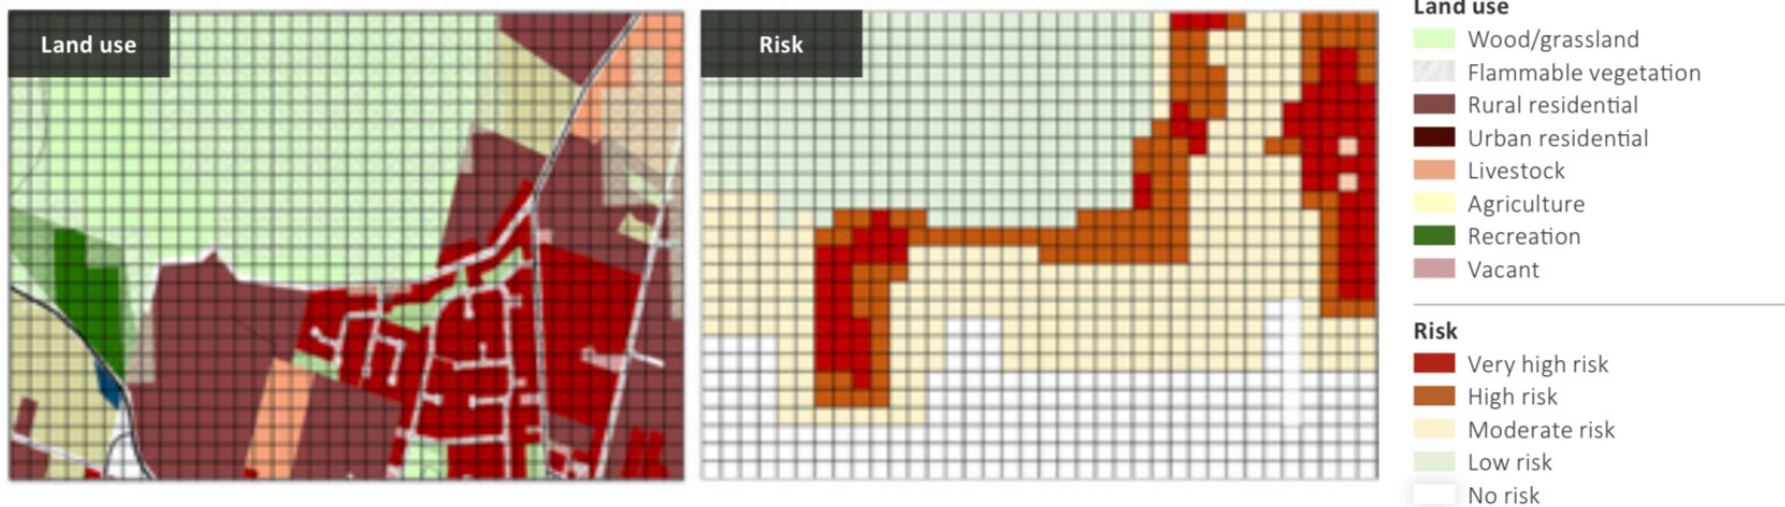 Land use
Risk
Land use
Wood/grassland
Flammable vegetation
Rural residential
Urban residential
Livestock
Agriculture
Recreation
Vacant
Risk
Very high risk
High risk
Moderate risk
Low risk
No risk